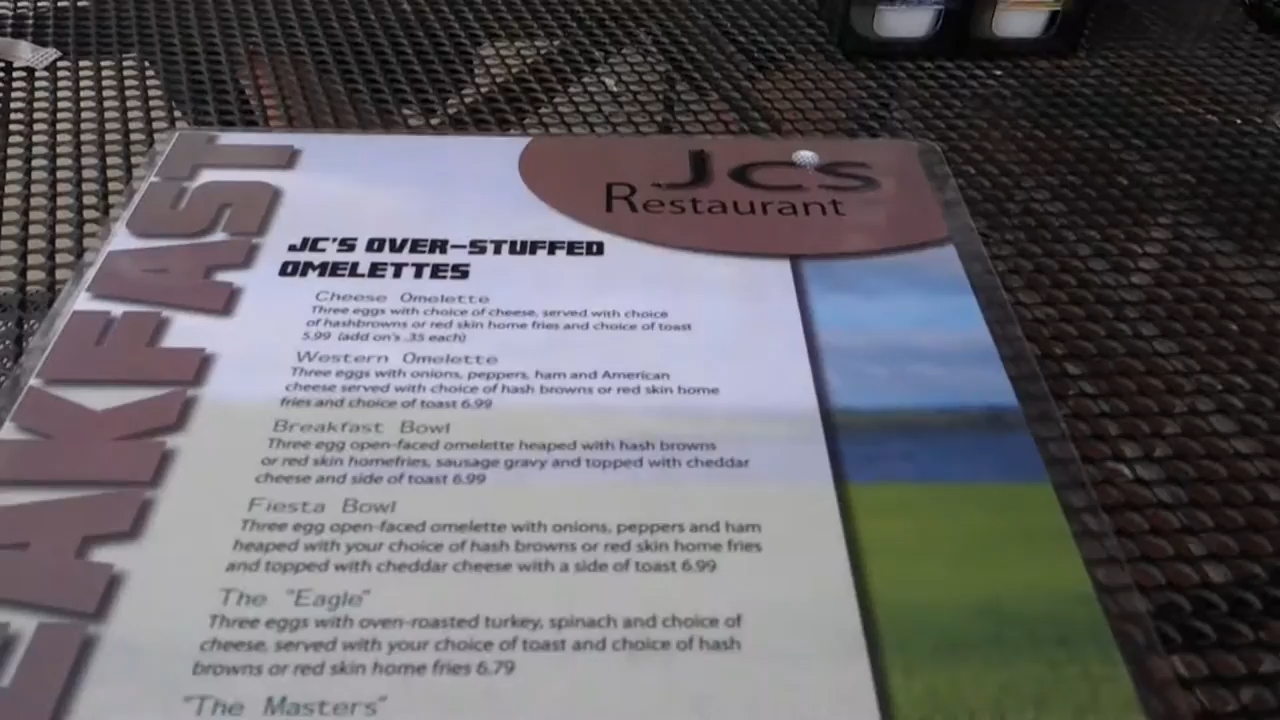 JC's
Restaurant
EAKFAST
JC'S OVER-STUFFED
OMELETTES
Cheese Omelette
Three eggs with choice of cheese, served with choice
of hashbrowns or red skin home fries and choice of toast
5.99 (add on's .35 each)
Western Omelette
Three eggs with onions, peppers, ham and American
cheese served with choice of hash browns or red skin home
fries and choice of toast 6.99
Breakfast Bowl
Three egg open-faced omelette heaped with hash browns
or red skin homefries, sausage gravy and topped with cheddar
cheese and side of toast 6.99
Fiesta Bowl
Three egg open-faced omelette with onions, peppers and ham
heaped with your choice of hash browns or red skin home fries
and topped with cheddar cheese with a side of toast 6.99
The "Eagle"
Three eggs with oven-roasted turkey, spinach and choice of
cheese, served with your choice of toast and choice of hash
browns or red skin home fries 6.79
"The Masters"